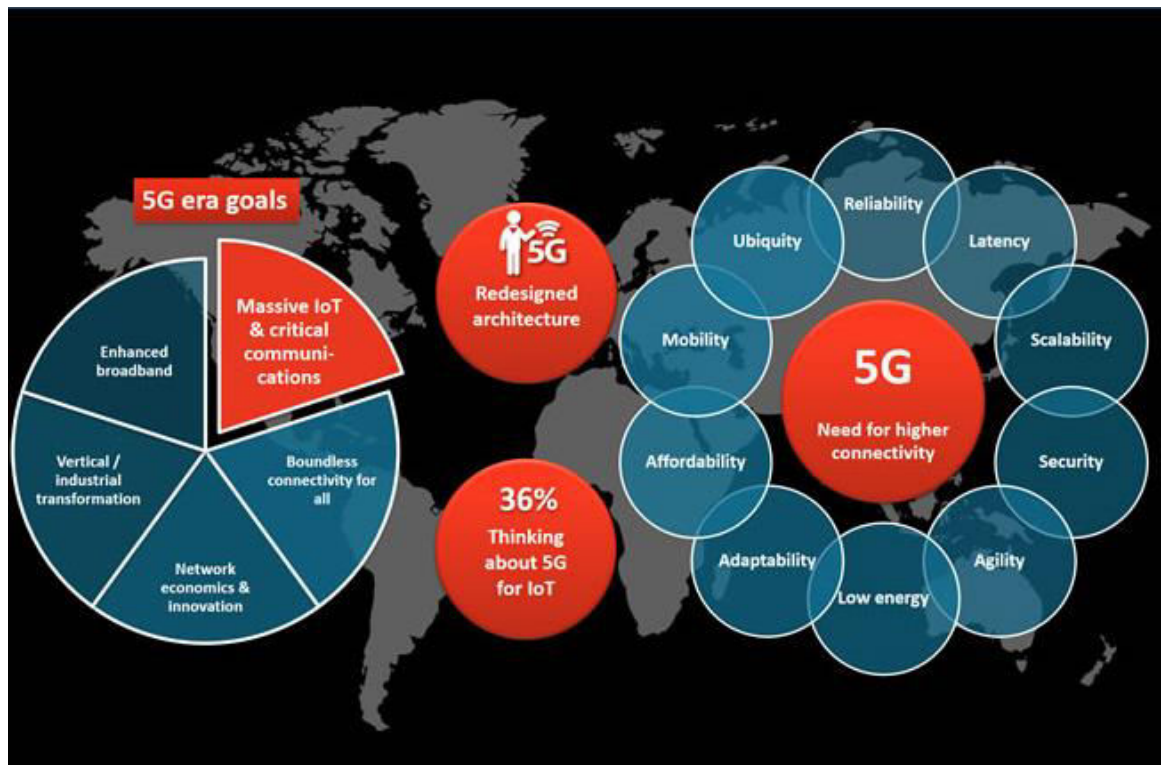 5G era goals
Massive IoT
& critical
communi-
cations
Enhanced
broadband
Vertical /
industrial
transformation
Boundless
connectivity for
all
Network
economics &
innovation
5G
Redesigned
architecture
36%
Thinking
about 5G
for IoT
Reliability
Ubiquity
Latency
Mobility
Scalability
5G
Need for higher
connectivity
Affordability
Security
Adaptability
Agility
Low energy